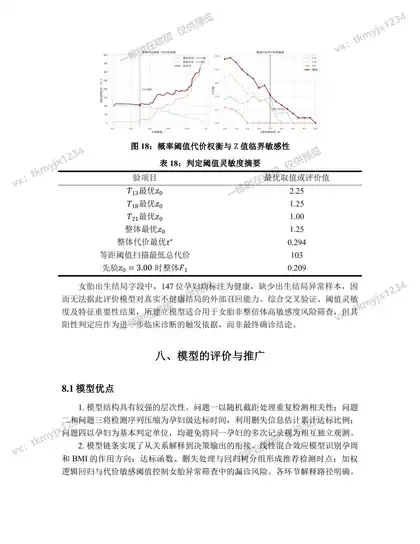 图 18：概率阈值代价权衡与 Z 值临界敏感性
表 18：判定阈值灵敏度摘要
验项目 最优取值或评价值
T13最优z0 2.25
T18最优z0 1.25
T21最优z0 1.00
整体最优z0 1.25
整体代价最优τ* 0.294
等距阈值扫描最低总代价 103
先验z0 = 3.00 时整体F1 0.209
女胎出生结局字段中，147 位孕妇均标注为健康，缺少出生结局异常样本，因
而无法据此评价模型对真实不健康结局的外部召回能力。综合交叉验证、阈值灵敏
度及特征重要性结果，所建立模型适合用于女胎非整倍体高敏感度风险筛查，但其
阳性判定应作为进一步临床诊断的触发依据，而非最终确诊结论。
八、模型的评价与推广
8.1 模型优点
1. 模型结构具有较强的层次性。问题一以随机截距处理重复检测相关性；问题
二和问题三将检测序列压缩为孕妇级达标时间，利用删失信息估计累计达标比例；
问题四以孕妇为基本判定单位，均避免将同一孕妇的多次记录视为相互独立观测。
2. 模型链条实现了从关系解释到决策输出的衔接。线性混合效应模型识别孕周
和 BMI 的作用方向；达标函数、删失处理与回归树分组形成推荐检测时点；加权
逻辑回归与代价敏感阈值控制女胎异常筛查中的漏诊风险。各环节解释路径明确。
vx: tkmyjx1234
vx: tkmyjx1234
vx: tkmyjx1234
vx: tkmyjx1234